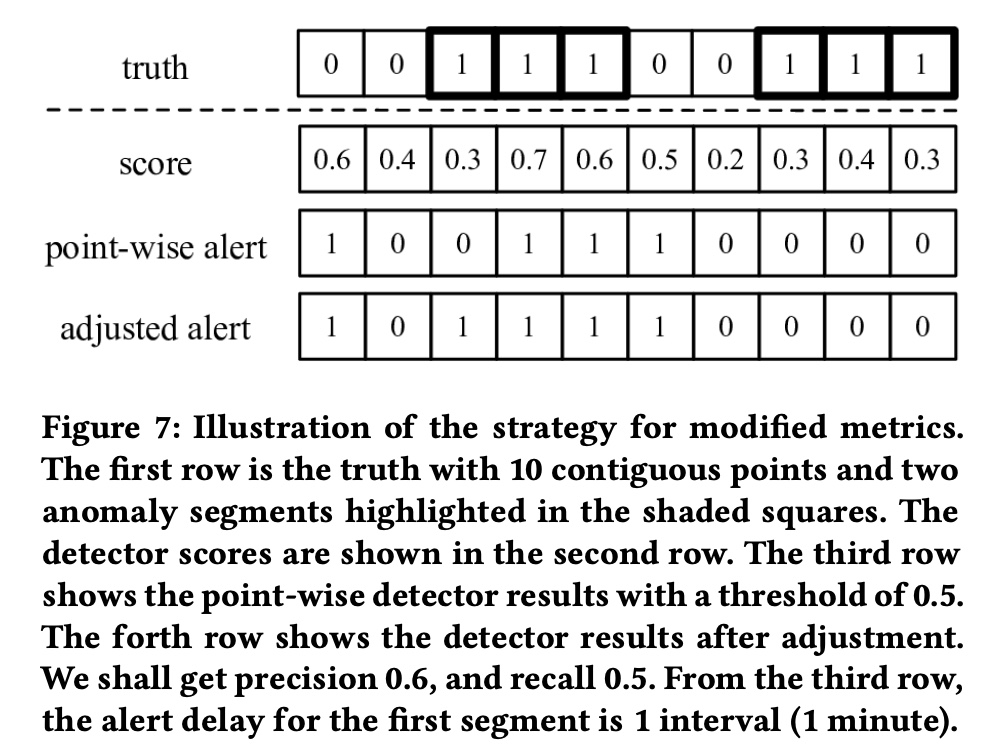 truth 0 0 1 1 1 0 0 1 1 1
score 0.6 0.4 0.3 0.7 0.6 0.5 0.2 0.3 0.4 0.3
point-wise alert 1 0 0 1 1 1 0 0 0 0
adjusted alert 1 0 1 1 1 1 0 0 0 0
Figure 7: Illustration of the strategy for modified metrics.
The first row is the truth with 10 contiguous points and two
anomaly segments highlighted in the shaded squares. The
detector scores are shown in the second row. The third row
shows the point-wise detector results with a threshold of 0.5.
The forth row shows the detector results after adjustment.
We shall get precision 0.6, and recall 0.5. From the third row,
the alert delay for the first segment is 1 interval (1 minute).